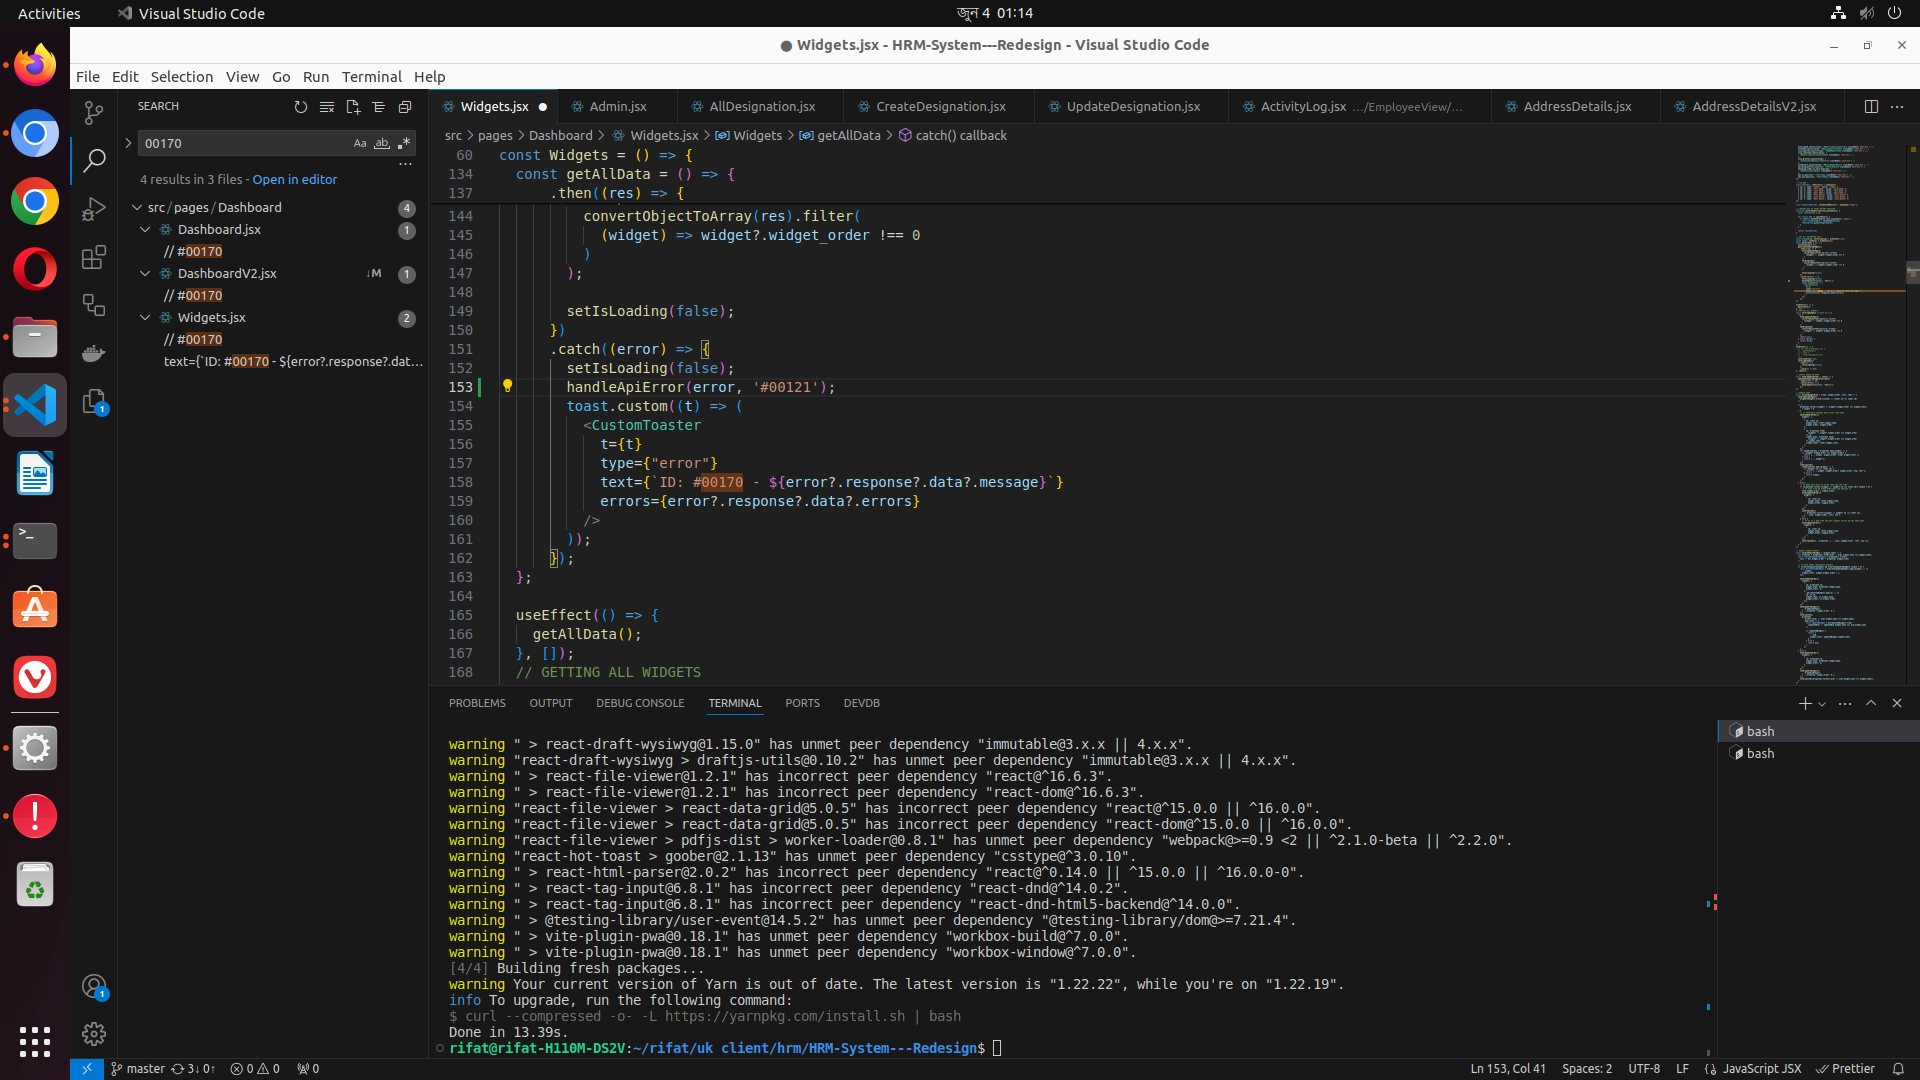 Activities
Visual Studio Code
জুন 4 01:14
● Widgets.jsx - HRM-System---Redesign - Visual Studio Code
File Edit Selection View Go Run Terminal Help
SEARCH
00170
Aa ab .*
4 results in 3 files - Open in editor
src/pages/Dashboard 4
Dashboard.jsx 1
// #00170
DashboardV2.jsx ↓M 1
// #00170
Widgets.jsx 2
// #00170
text={`ID: #00170 - ${error?.response?.dat...
Widgets.jsx ● Admin.jsx AllDesignation.jsx CreateDesignation.jsx UpdateDesignation.jsx ActivityLog.jsx .../EmployeeView/... AddressDetails.jsx AddressDetailsV2.jsx
src > pages > Dashboard > Widgets.jsx > Widgets > getAllData > catch() callback
60 const Widgets = () => {
134 const getAllData = () => {
137 .then((res) => {
144 convertObjectToArray(res).filter(
145 (widget) => widget?.widget_order !== 0
146 )
147 );
148
149 setIsLoading(false);
150 })
151 .catch((error) => {
152 setIsLoading(false);
153 handleApiError(error, '#00121');
154 toast.custom((t) => (
155 <CustomToaster
156 t={t}
157 type={"error"}
158 text={`ID: #00170 - ${error?.response?.data?.message}`}
159 errors={error?.response?.data?.errors}
160 />
161 ));
162 });
163 };
164
165 useEffect(() => {
166 getAllData();
167 }, []);
168 // GETTING ALL WIDGETS
PROBLEMS OUTPUT DEBUG CONSOLE TERMINAL PORTS DEVDB
warning " > react-draft-wysiwyg@1.15.0" has unmet peer dependency "immutable@3.x.x || 4.x.x".
warning "react-draft-wysiwyg > draftjs-utils@0.10.2" has unmet peer dependency "immutable@3.x.x || 4.x.x".
warning " > react-file-viewer@1.2.1" has incorrect peer dependency "react@^16.6.3".
warning " > react-file-viewer@1.2.1" has incorrect peer dependency "react-dom@^16.6.3".
warning "react-file-viewer > react-data-grid@5.0.5" has incorrect peer dependency "react@^15.0.0 || ^16.0.0".
warning "react-file-viewer > react-data-grid@5.0.5" has incorrect peer dependency "react-dom@^15.0.0 || ^16.0.0".
warning "react-file-viewer > pdfjs-dist > worker-loader@0.8.1" has unmet peer dependency "webpack@>=0.9 <2 || ^2.1.0-beta || ^2.2.0".
warning "react-hot-toast > goober@2.1.13" has unmet peer dependency "csstype@^3.0.10".
warning " > react-html-parser@2.0.2" has incorrect peer dependency "react@^0.14.0 || ^15.0.0 || ^16.0.0-0".
warning " > react-tag-input@6.8.1" has incorrect peer dependency "react-dnd@^14.0.2".
warning " > react-tag-input@6.8.1" has incorrect peer dependency "react-dnd-html5-backend@^14.0.0".
warning " > @testing-library/user-event@14.5.2" has unmet peer dependency "@testing-library/dom@>=7.21.4".
warning " > vite-plugin-pwa@0.18.1" has unmet peer dependency "workbox-build@^7.0.0".
warning " > vite-plugin-pwa@0.18.1" has unmet peer dependency "workbox-window@^7.0.0".
[4/4] Building fresh packages...
warning Your current version of Yarn is out of date. The latest version is "1.22.22", while you're on "1.22.19".
info To upgrade, run the following command:
$ curl --compressed -o- -L https://yarnpkg.com/install.sh | bash
Done in 13.39s.
rifat@rifat-H110M-DS2V:~/rifat/uk client/hrm/HRM-System---Redesign$
bash
bash
master 3↓ 0↑ 0 0 0
Ln 153, Col 41 Spaces: 2 UTF-8 LF JavaScript JSX Prettier